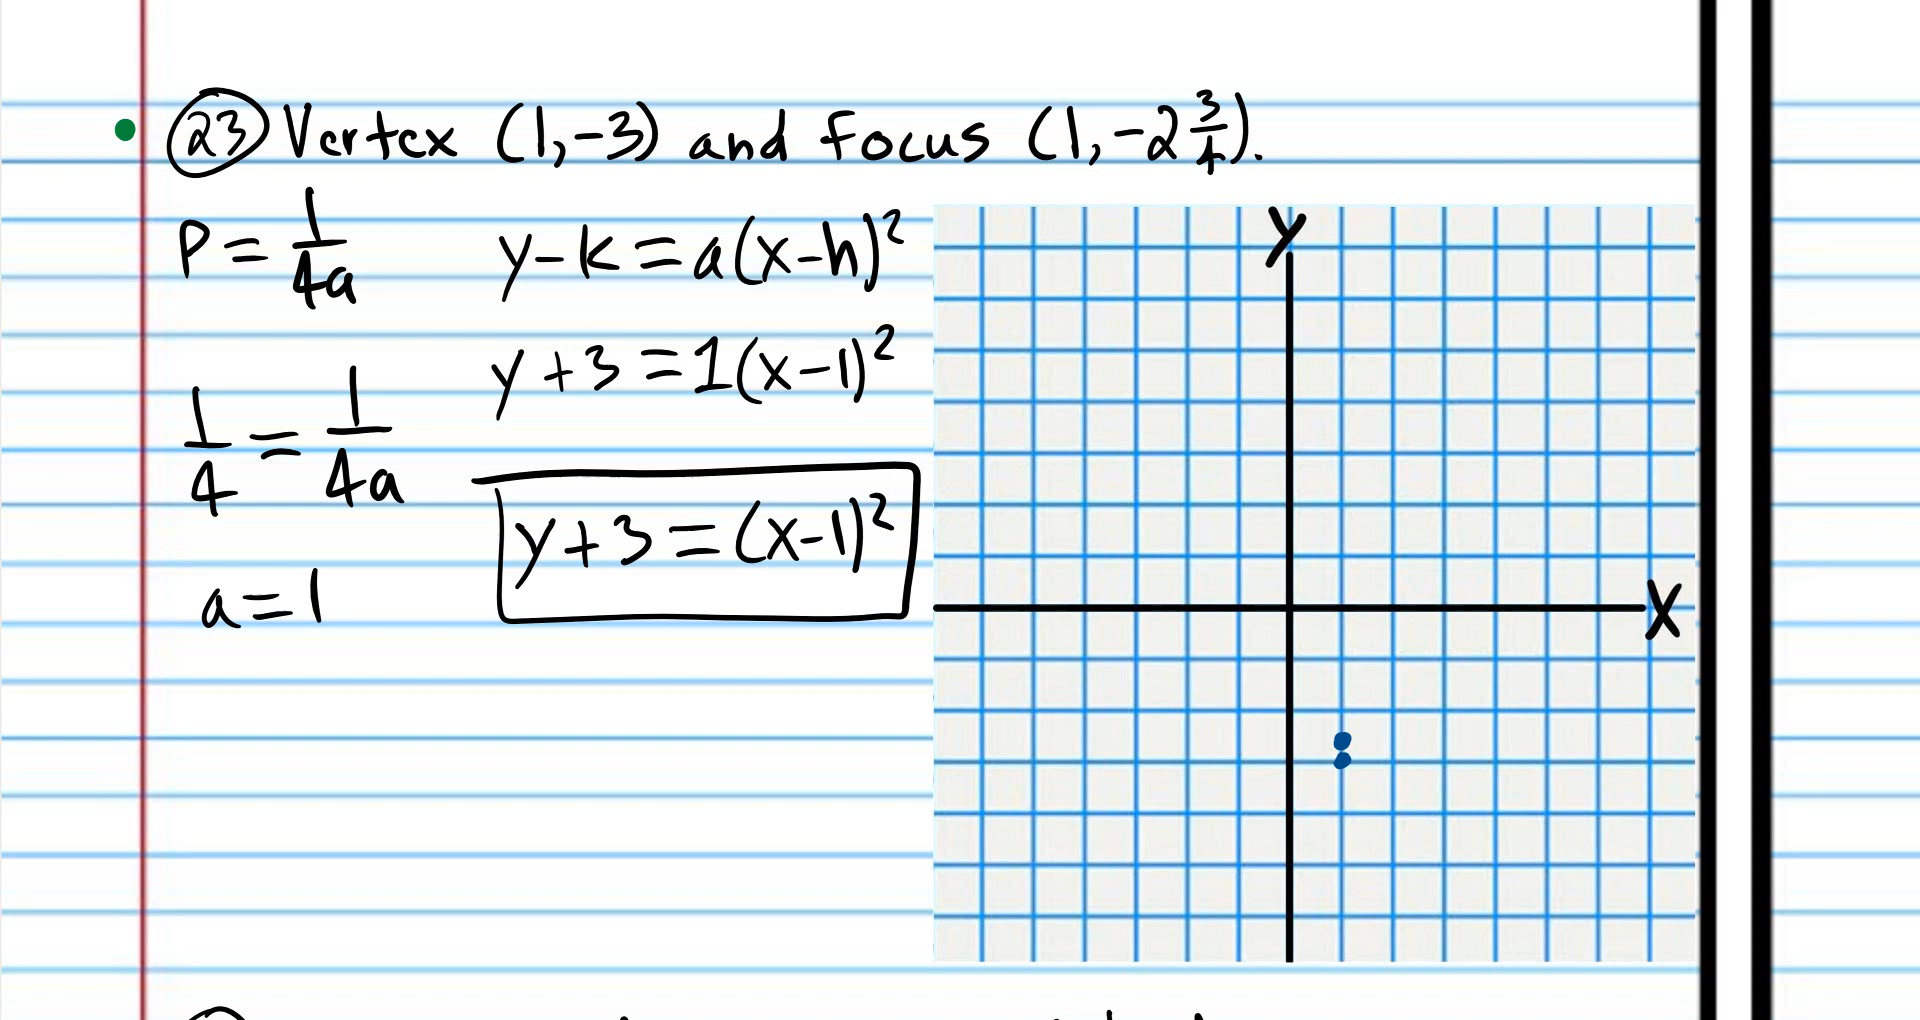 23 Vertex (1,-3) and Focus (1,-2 3/4).
P = 1/4a
y-k = a(x-h)²
y+3 = 1(x-1)²
1/4 = 1/4a
y+3 = (x-1)²
a = 1
y
X